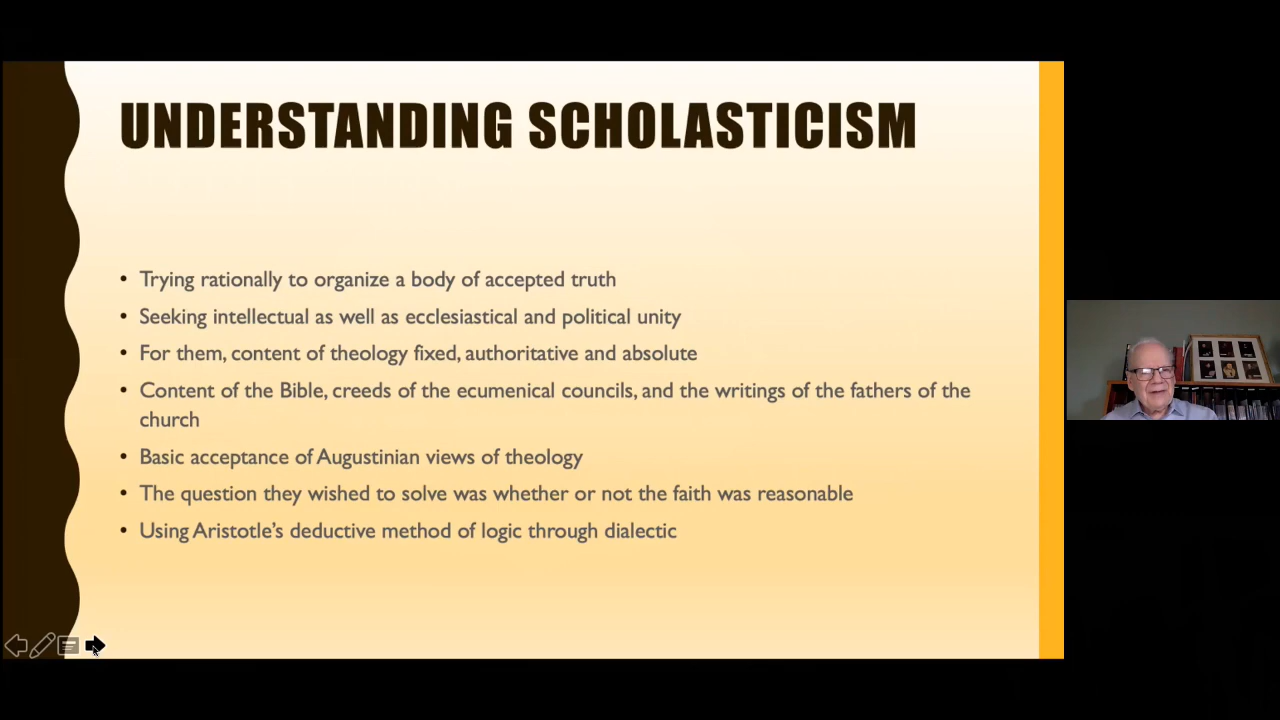 UNDERSTANDING SCHOLASTICISM
• Trying rationally to organize a body of accepted truth
• Seeking intellectual as well as ecclesiastical and political unity
• For them, content of theology fixed, authoritative and absolute
• Content of the Bible, creeds of the ecumenical councils, and the writings of the fathers of the
church
• Basic acceptance of Augustinian views of theology
• The question they wished to solve was whether or not the faith was reasonable
• Using Aristotle's deductive method of logic through dialectic